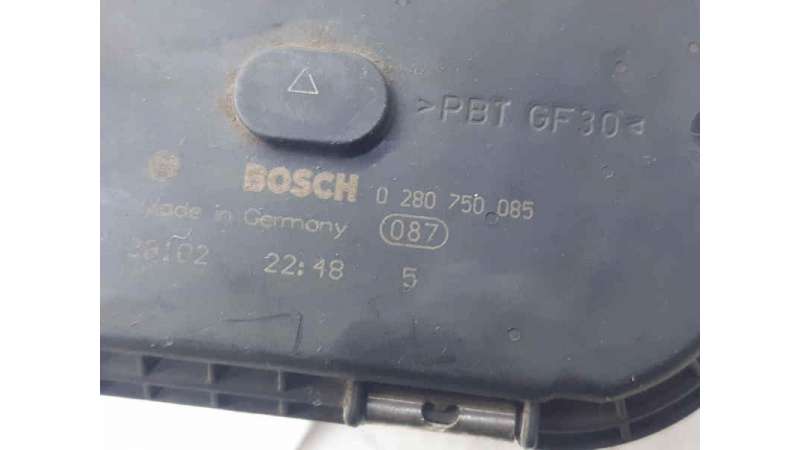 >PBT GF30<
BOSCH 0 280 750 085
Made in Germany 087
22:48 5